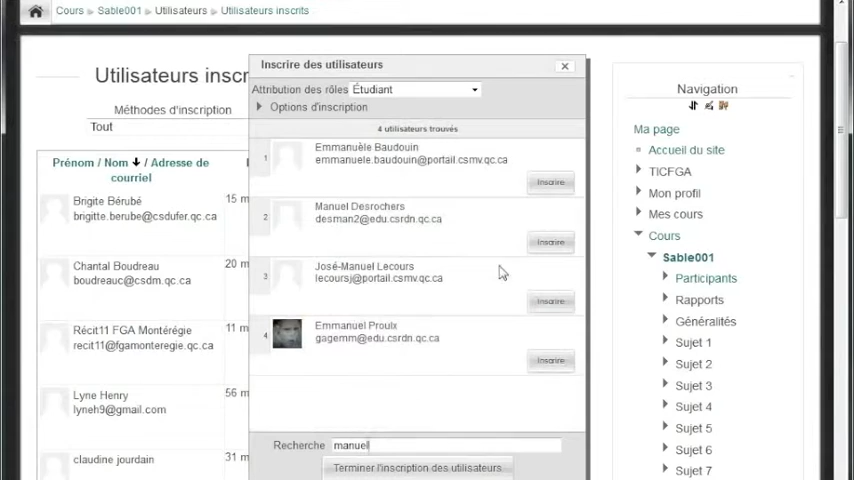 Cours Sable001 Utilisateurs Utilisateurs inscrits
Utilisateurs inscr
Méthodes d'inscription
Tout
Prénom / Nom / Adresse de
courriel
Brigite Bérubé
brigitte.berube@csdufer.qc.ca
15 m
Chantal Boudreau
boudreauc@csdm.qc.ca
20 m
Récit11 FGA Montérégie
recit11@fgamonteregie.qc.ca
11 m
Lyne Henry
lyneh9@gmail.com
56 m
claudine jourdain
31 m
Inscrire des utilisateurs
Attribution des rôles Étudiant
Options d'inscription
4 utilisateurs trouvés
1
Emmanuèle Baudouin
emmanuele.baudouin@portail.csmv.qc.ca
Inscrire
2
Manuel Desrochers
desman2@edu.csrdn.qc.ca
Inscrire
3
José-Manuel Lecours
lecoursj@portail.csmv.qc.ca
Inscrire
4
Emmanuel Proulx
gagemm@edu.csrdn.qc.ca
Inscrire
Recherche manuel
Terminer l'inscription des utilisateurs
Navigation
Ma page
Accueil du site
TICFGA
Mon profil
Mes cours
Cours
Sable001
Participants
Rapports
Généralités
Sujet 1
Sujet 2
Sujet 3
Sujet 4
Sujet 5
Sujet 6
Sujet 7